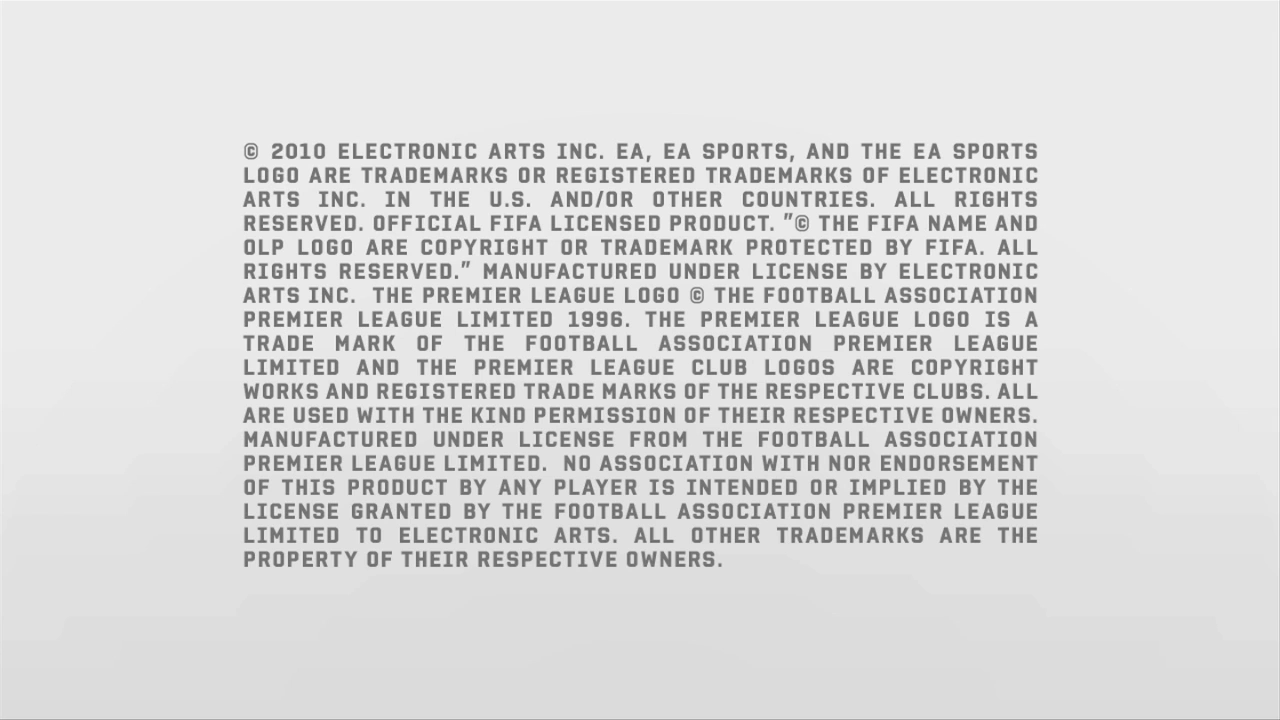 © 2010 ELECTRONIC ARTS INC. EA, EA SPORTS, AND THE EA SPORTS
LOGO ARE TRADEMARKS OR REGISTERED TRADEMARKS OF ELECTRONIC
ARTS INC. IN THE U.S. AND/OR OTHER COUNTRIES. ALL RIGHTS
RESERVED. OFFICIAL FIFA LICENSED PRODUCT. "© THE FIFA NAME AND
OLP LOGO ARE COPYRIGHT OR TRADEMARK PROTECTED BY FIFA. ALL
RIGHTS RESERVED." MANUFACTURED UNDER LICENSE BY ELECTRONIC
ARTS INC. THE PREMIER LEAGUE LOGO © THE FOOTBALL ASSOCIATION
PREMIER LEAGUE LIMITED 1996. THE PREMIER LEAGUE LOGO IS A
TRADE MARK OF THE FOOTBALL ASSOCIATION PREMIER LEAGUE
LIMITED AND THE PREMIER LEAGUE CLUB LOGOS ARE COPYRIGHT
WORKS AND REGISTERED TRADE MARKS OF THE RESPECTIVE CLUBS. ALL
ARE USED WITH THE KIND PERMISSION OF THEIR RESPECTIVE OWNERS.
MANUFACTURED UNDER LICENSE FROM THE FOOTBALL ASSOCIATION
PREMIER LEAGUE LIMITED. NO ASSOCIATION WITH NOR ENDORSEMENT
OF THIS PRODUCT BY ANY PLAYER IS INTENDED OR IMPLIED BY THE
LICENSE GRANTED BY THE FOOTBALL ASSOCIATION PREMIER LEAGUE
LIMITED TO ELECTRONIC ARTS. ALL OTHER TRADEMARKS ARE THE
PROPERTY OF THEIR RESPECTIVE OWNERS.